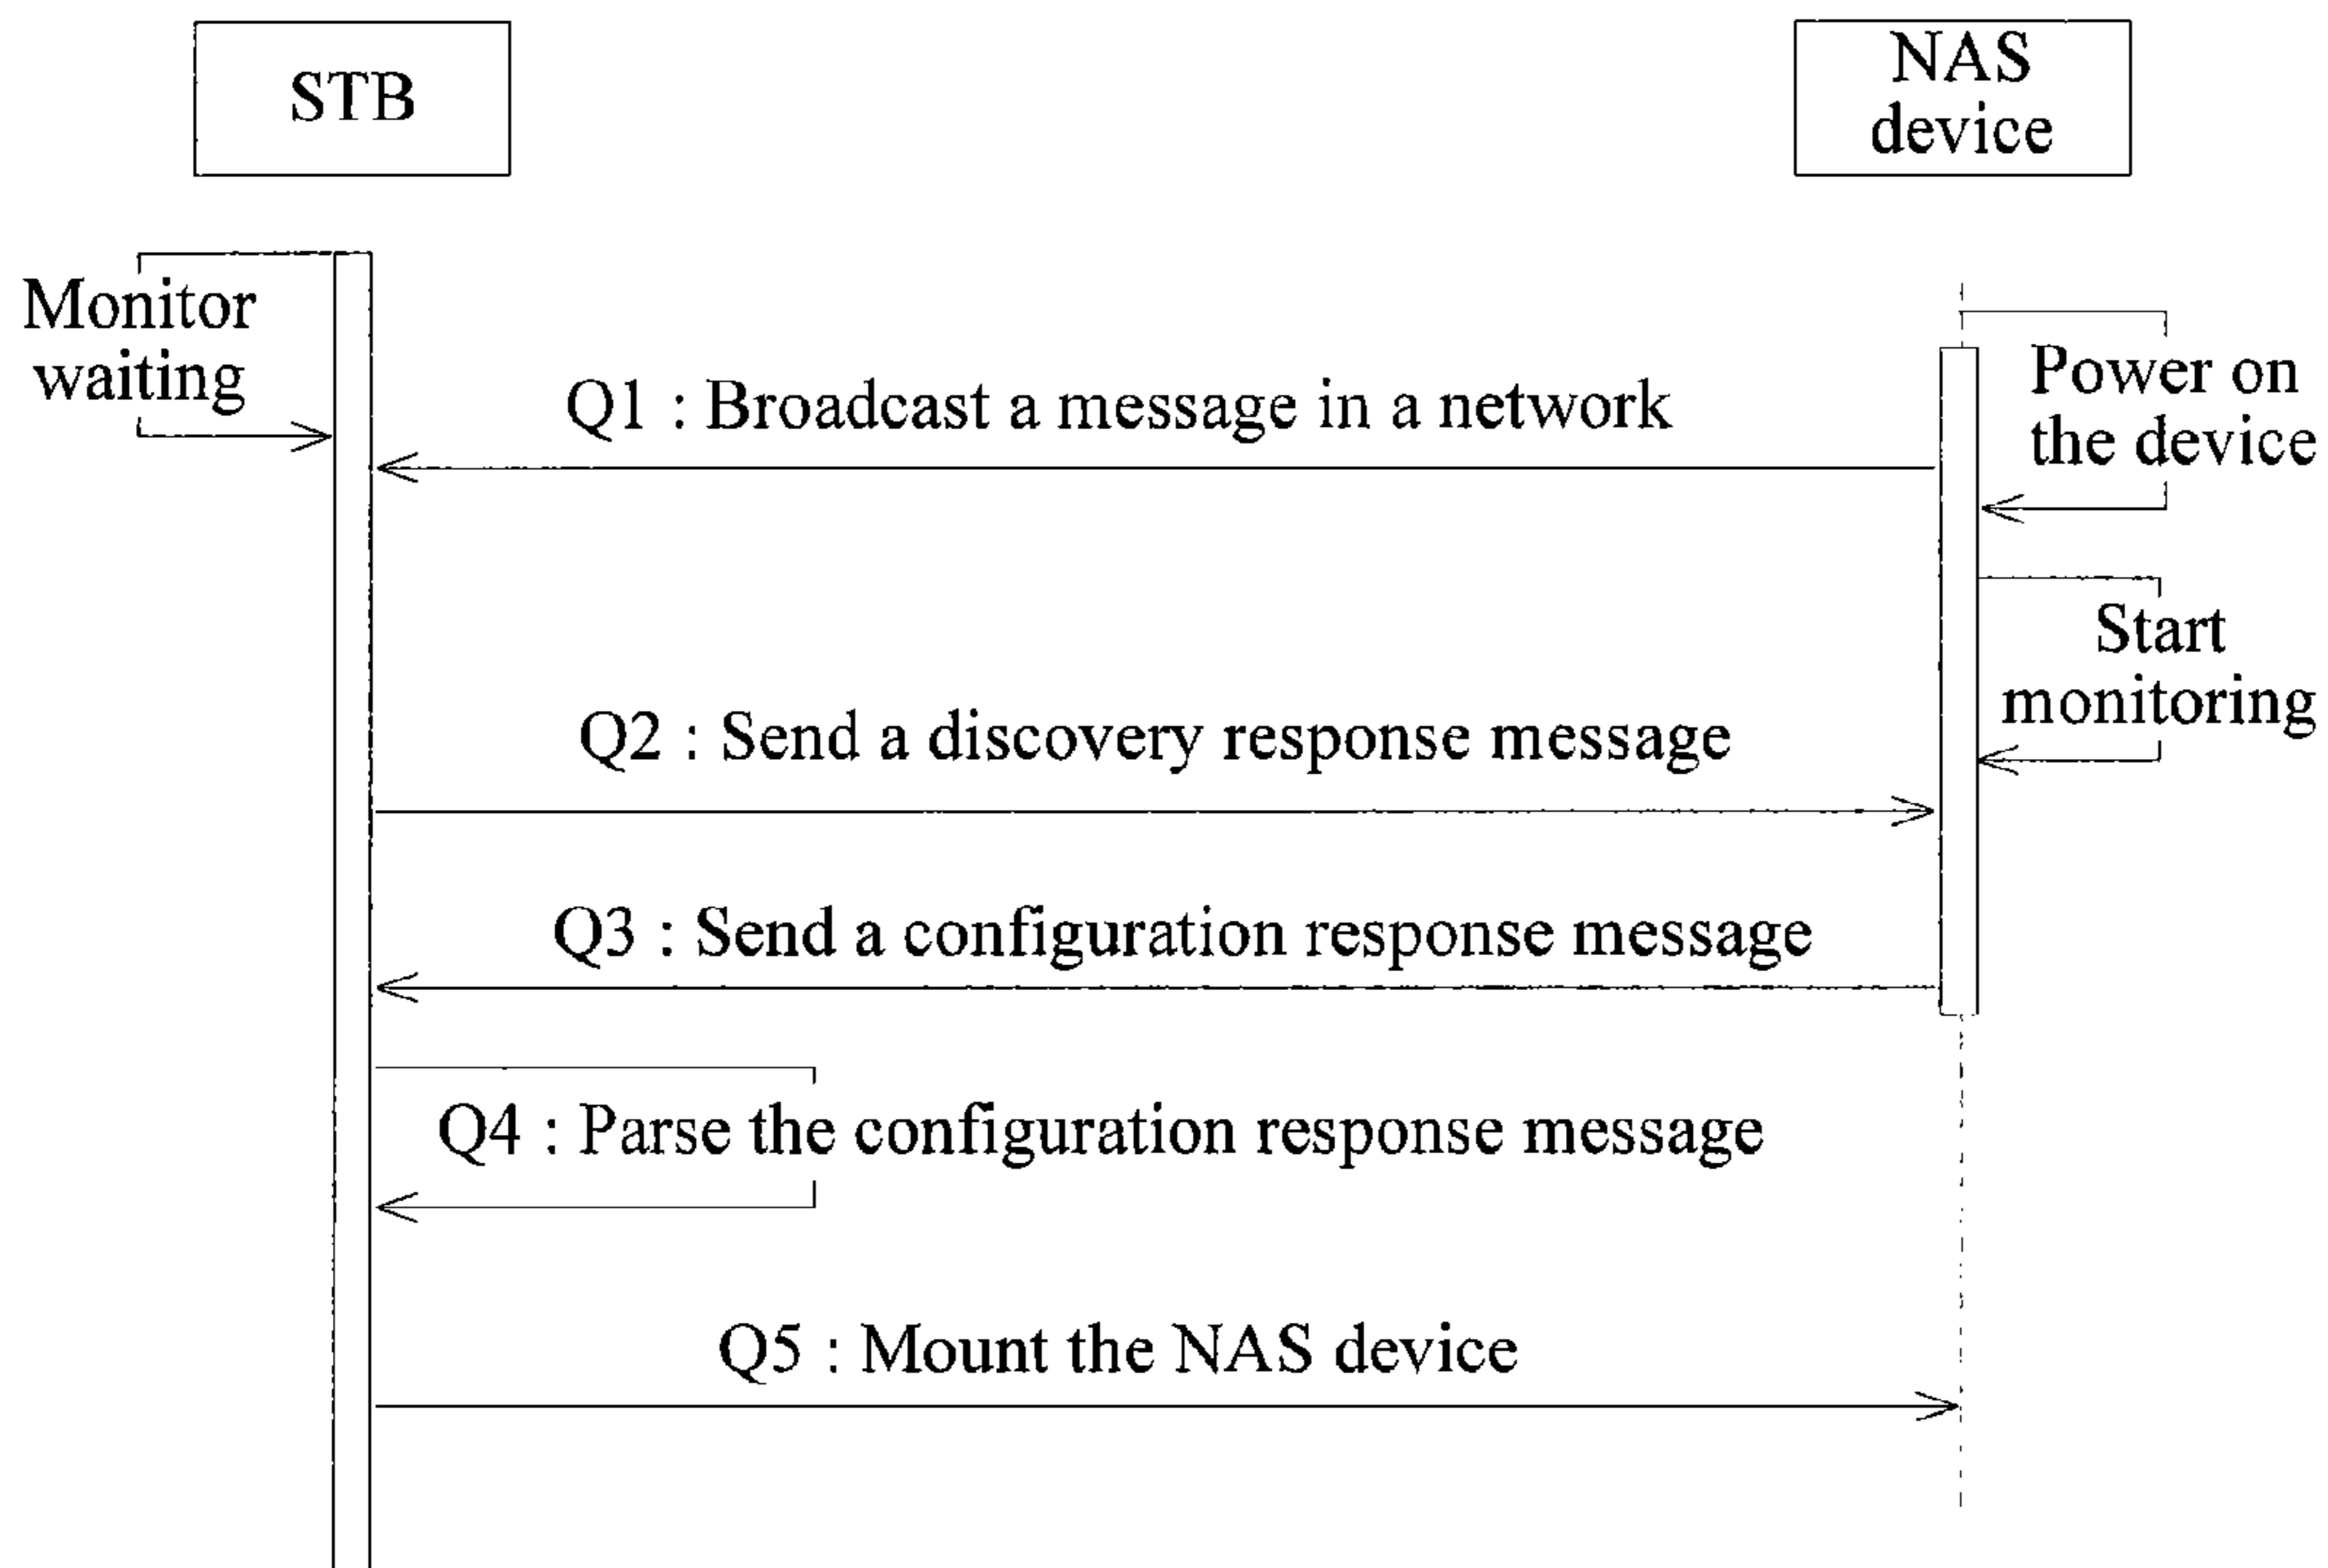 STB
NAS
device
Monitor
waiting
Power on
the device
Q1 : Broadcast a message in a network
Start
monitoring
Q2 : Send a discovery response message
Q3 : Send a configuration response message
Q4 : Parse the configuration response message
Q5 : Mount the NAS device